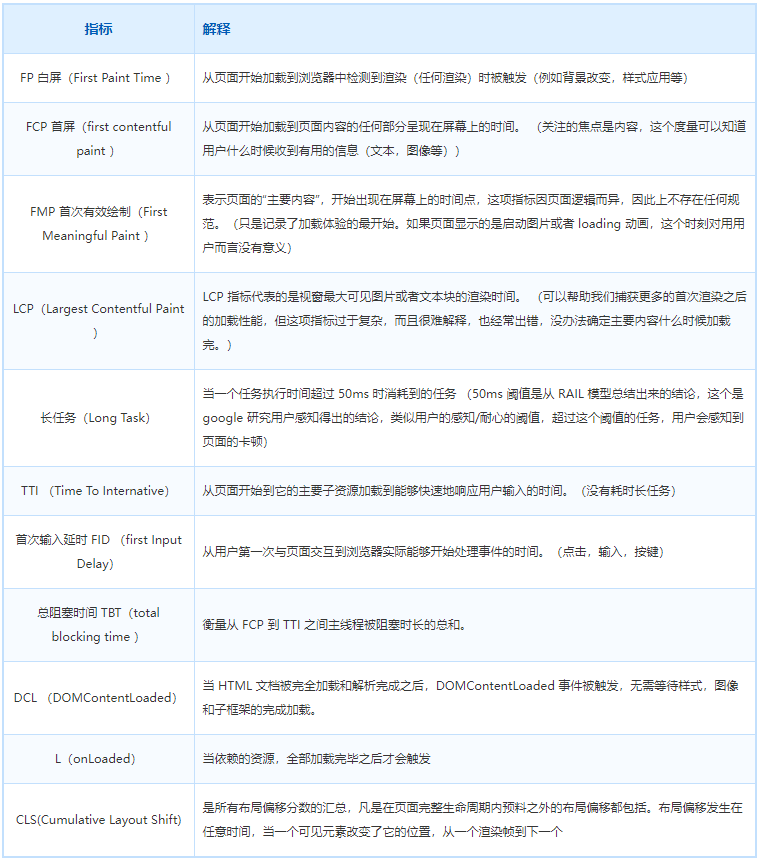 指标
解释
FP 白屏（First Paint Time ）
从页面开始加载到浏览器中检测到渲染（任何渲染）时被触发（例如背景改变，样式应用等）
FCP 首屏（first contentful
paint ）
从页面开始加载到页面内容的任何部分呈现在屏幕上的时间。 （关注的焦点是内容，这个度量可以知道
用户什么时候收到有用的信息（文本，图像等））
FMP 首次有效绘制（First
Meaningful Paint ）
表示页面的“主要内容”，开始出现在屏幕上的时间点，这项指标因页面逻辑而异，因此上不存在任何规
范。（只是记录了加载体验的最开始。如果页面显示的是启动图片或者 loading 动画，这个时刻对用用
户而言没有意义）
LCP（Largest Contentful Paint
）
LCP 指标代表的是视窗最大可见图片或者文本块的渲染时间。 （可以帮助我们捕获更多的首次渲染之后
的加载性能，但这项指标过于复杂，而且很难解释，也经常出错，没办法确定主要内容什么时候加载
完。）
长任务（Long Task）
当一个任务执行时间超过 50ms 时消耗到的任务 （50ms 阈值是从 RAIL 模型总结出来的结论，这个是
google 研究用户感知得出的结论，类似用户的感知/耐心的阈值，超过这个阈值的任务，用户会感知到
页面的卡顿）
TTI （Time To Internative）
从页面开始到它的主要子资源加载到能够快速地响应用户输入的时间。（没有耗时长任务）
首次输入延时 FID （first Input
Delay）
从用户第一次与页面交互到浏览器实际能够开始处理事件的时间。（点击，输入，按键）
总阻塞时间 TBT（total
blocking time ）
衡量从 FCP 到 TTI 之间主线程被阻塞时长的总和。
DCL （DOMContentLoaded）
当 HTML 文档被完全加载和解析完成之后，DOMContentLoaded 事件被触发，无需等待样式，图像
和子框架的完成加载。
L（onLoaded）
当依赖的资源，全部加载完毕之后才会触发
CLS(Cumulative Layout Shift)
是所有布局偏移分数的汇总，凡是在页面完整生命周期内预料之外的布局偏移都包括。布局偏移发生在
任意时间，当一个可见元素改变了它的位置，从一个渲染帧到下一个